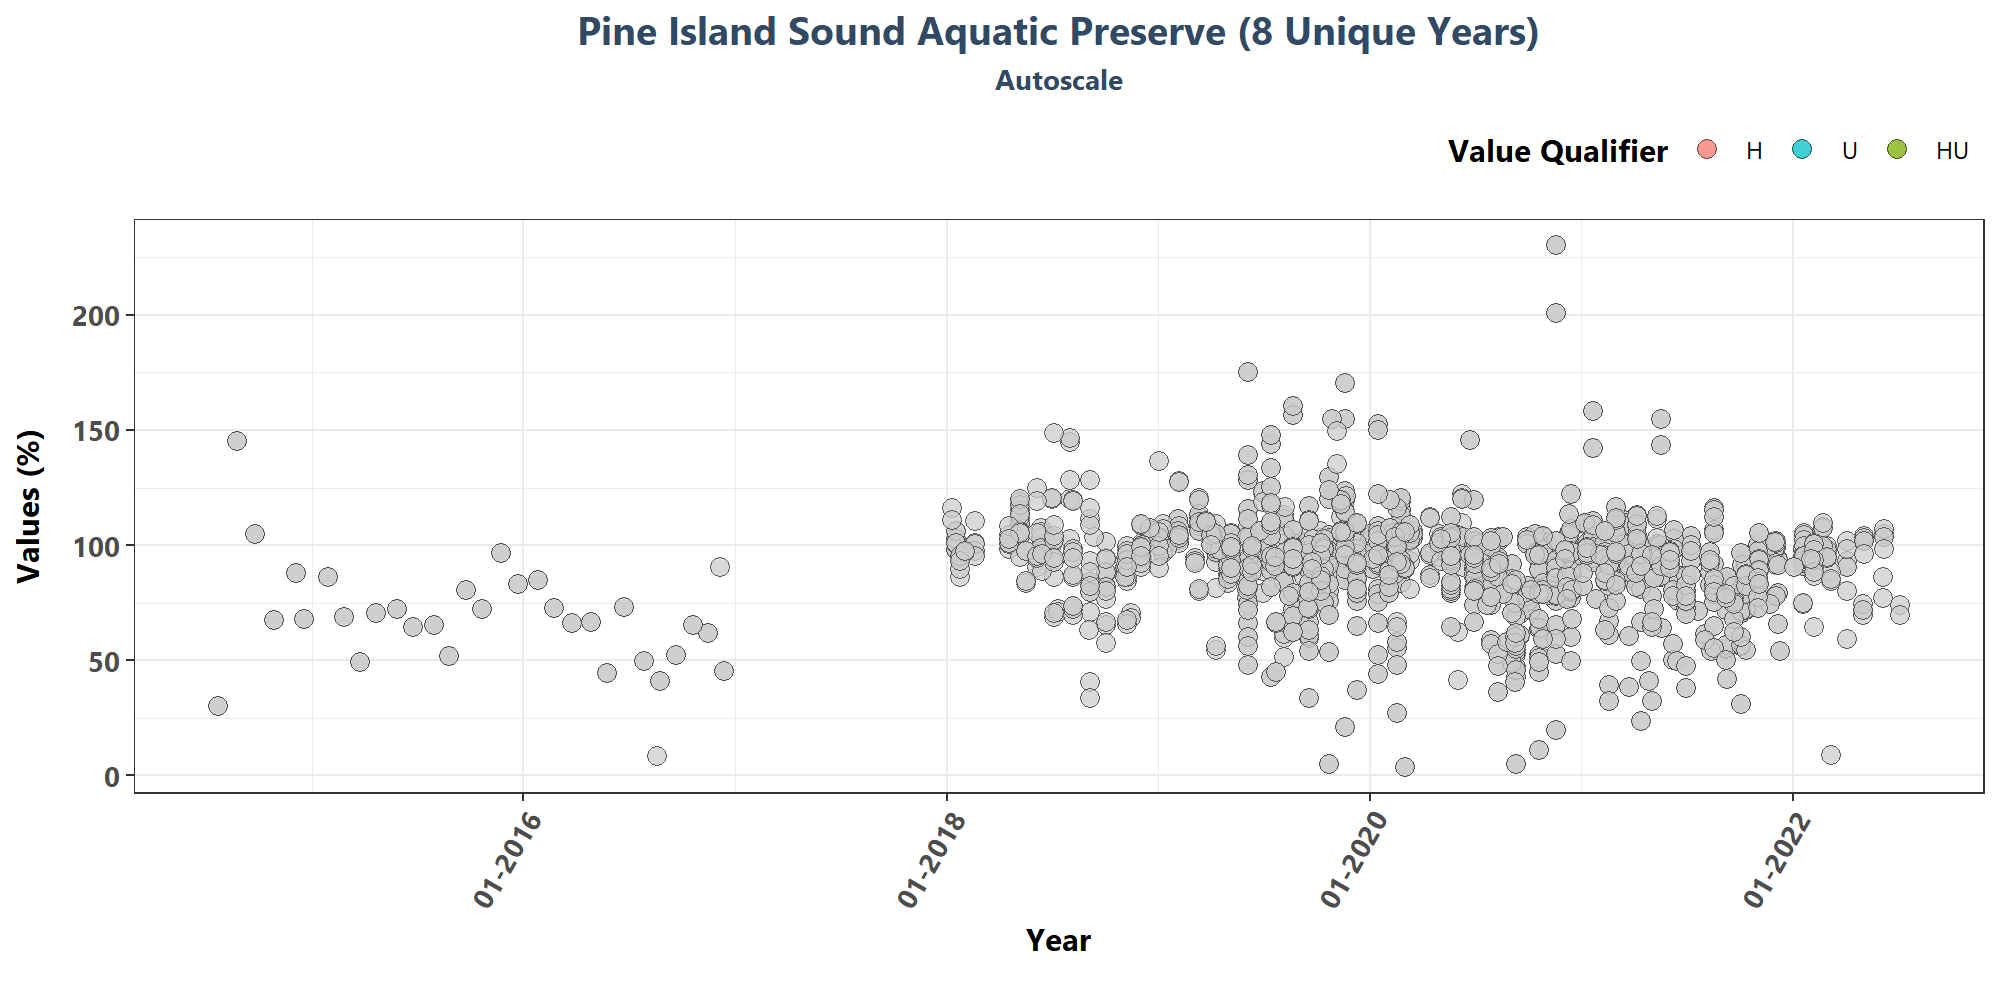 Pine Island Sound Aquatic Preserve (8 Unique Years)
Autoscale
Value Qualifier H U HU
Values (%)
200
150
100
50
0
01-2016 01-2018 01-2020 01-2022
Year